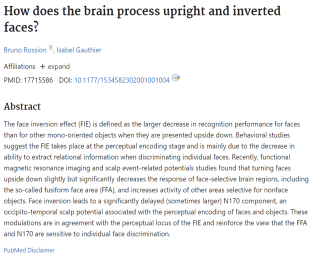 How does the brain process upright and inverted
faces?
Bruno Rossion 1, Isabel Gauthier
Affiliations + expand
PMID: 17715586 DOI: 10.1177/1534582302001001004
Abstract
The face inversion effect (FIE) is defined as the larger decrease in recognition performance for faces
than for other mono-oriented objects when they are presented upside down. Behavioral studies
suggest the FIE takes place at the perceptual encoding stage and is mainly due to the decrease in
ability to extract relational information when discriminating individual faces. Recently, functional
magnetic resonance imaging and scalp event-related potentials studies found that turning faces
upside down slightly but significantly decreases the response of face-selective brain regions, including
the so-called fusiform face area (FFA), and increases activity of other areas selective for nonface
objects. Face inversion leads to a significantly delayed (sometimes larger) N170 component, an
occipito-temporal scalp potential associated with the perceptual encoding of faces and objects. These
modulations are in agreement with the perceptual locus of the FIE and reinforce the view that the FFA
and N170 are sensitive to individual face discrimination.
PubMed Disclaimer